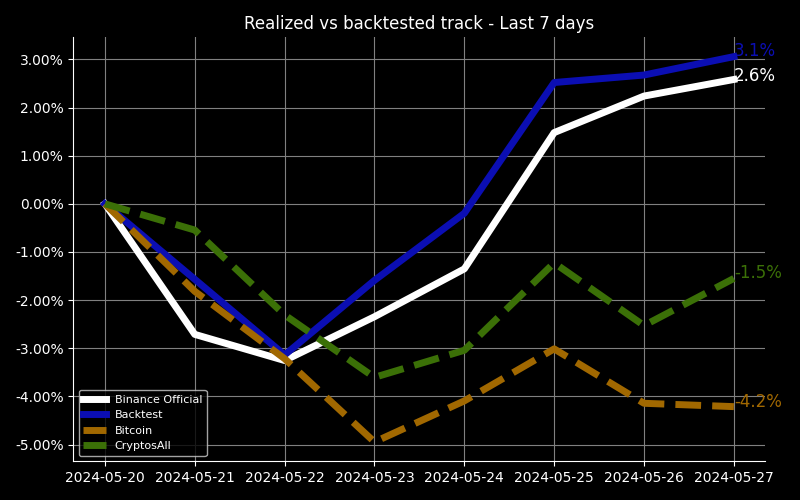 Realized vs backtested track - Last 7 days
3.00%
2.00%
1.00%
0.00%
-1.00%
-2.00%
-3.00%
-4.00%
-5.00%
3.1%
2.6%
-1.5%
-4.2%
Binance Official
Backtest
Bitcoin
CryptosAll
2024-05-20 2024-05-21 2024-05-22 2024-05-23 2024-05-24 2024-05-25 2024-05-26 2024-05-27